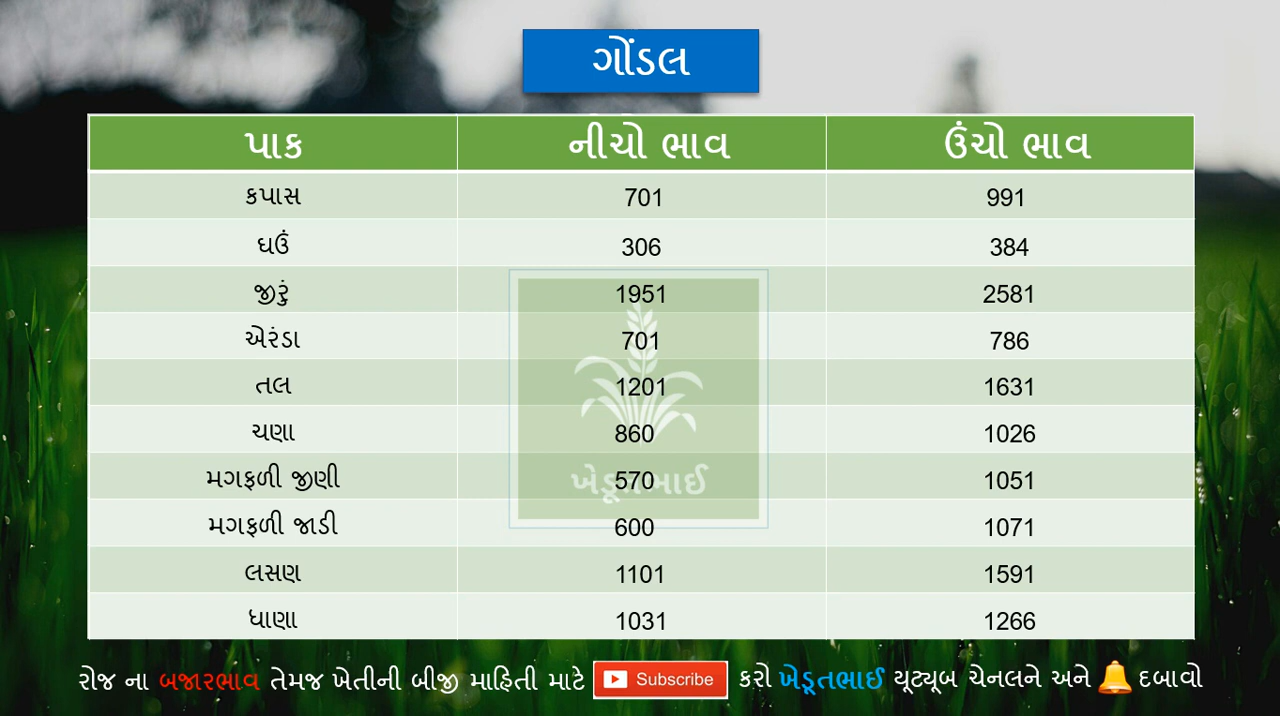 ગોંડલ
પાક નીચો ભાવ ઉંચો ભાવ
કપાસ 701 991
ઘઉં 306 384
જીરું 1951 2581
એરંડા 701 786
તલ 1201 1631
ચણા 860 1026
મગફળી જીણી 570 1051
ખેડૂતભાઈ
મગફળી જાડી 600 1071
લસણ 1101 1591
ધાણા 1031 1266
રોજ ના બજારભાવ તેમજ ખેતીની બીજી માહિતી માટે Subscribe કરો ખેડૂતભાઈ યૂટ્યૂબ ચેનલને અને 🔔 દબાવો